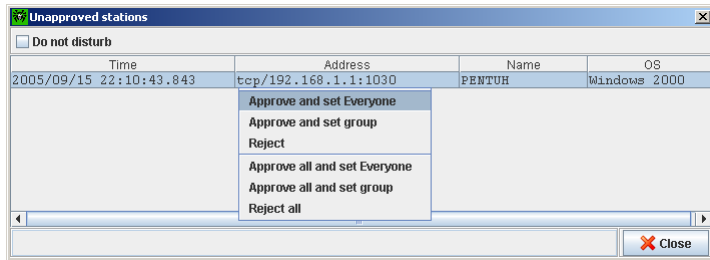 Unapproved stations
Do not disturb
Time Address Name OS
2005/09/15 22:10:43.843 tcp/192.168.1.1:1030 PENTUH Windows 2000
Approve and set Everyone
Approve and set group
Reject
Approve all and set Everyone
Approve all and set group
Reject all
Close